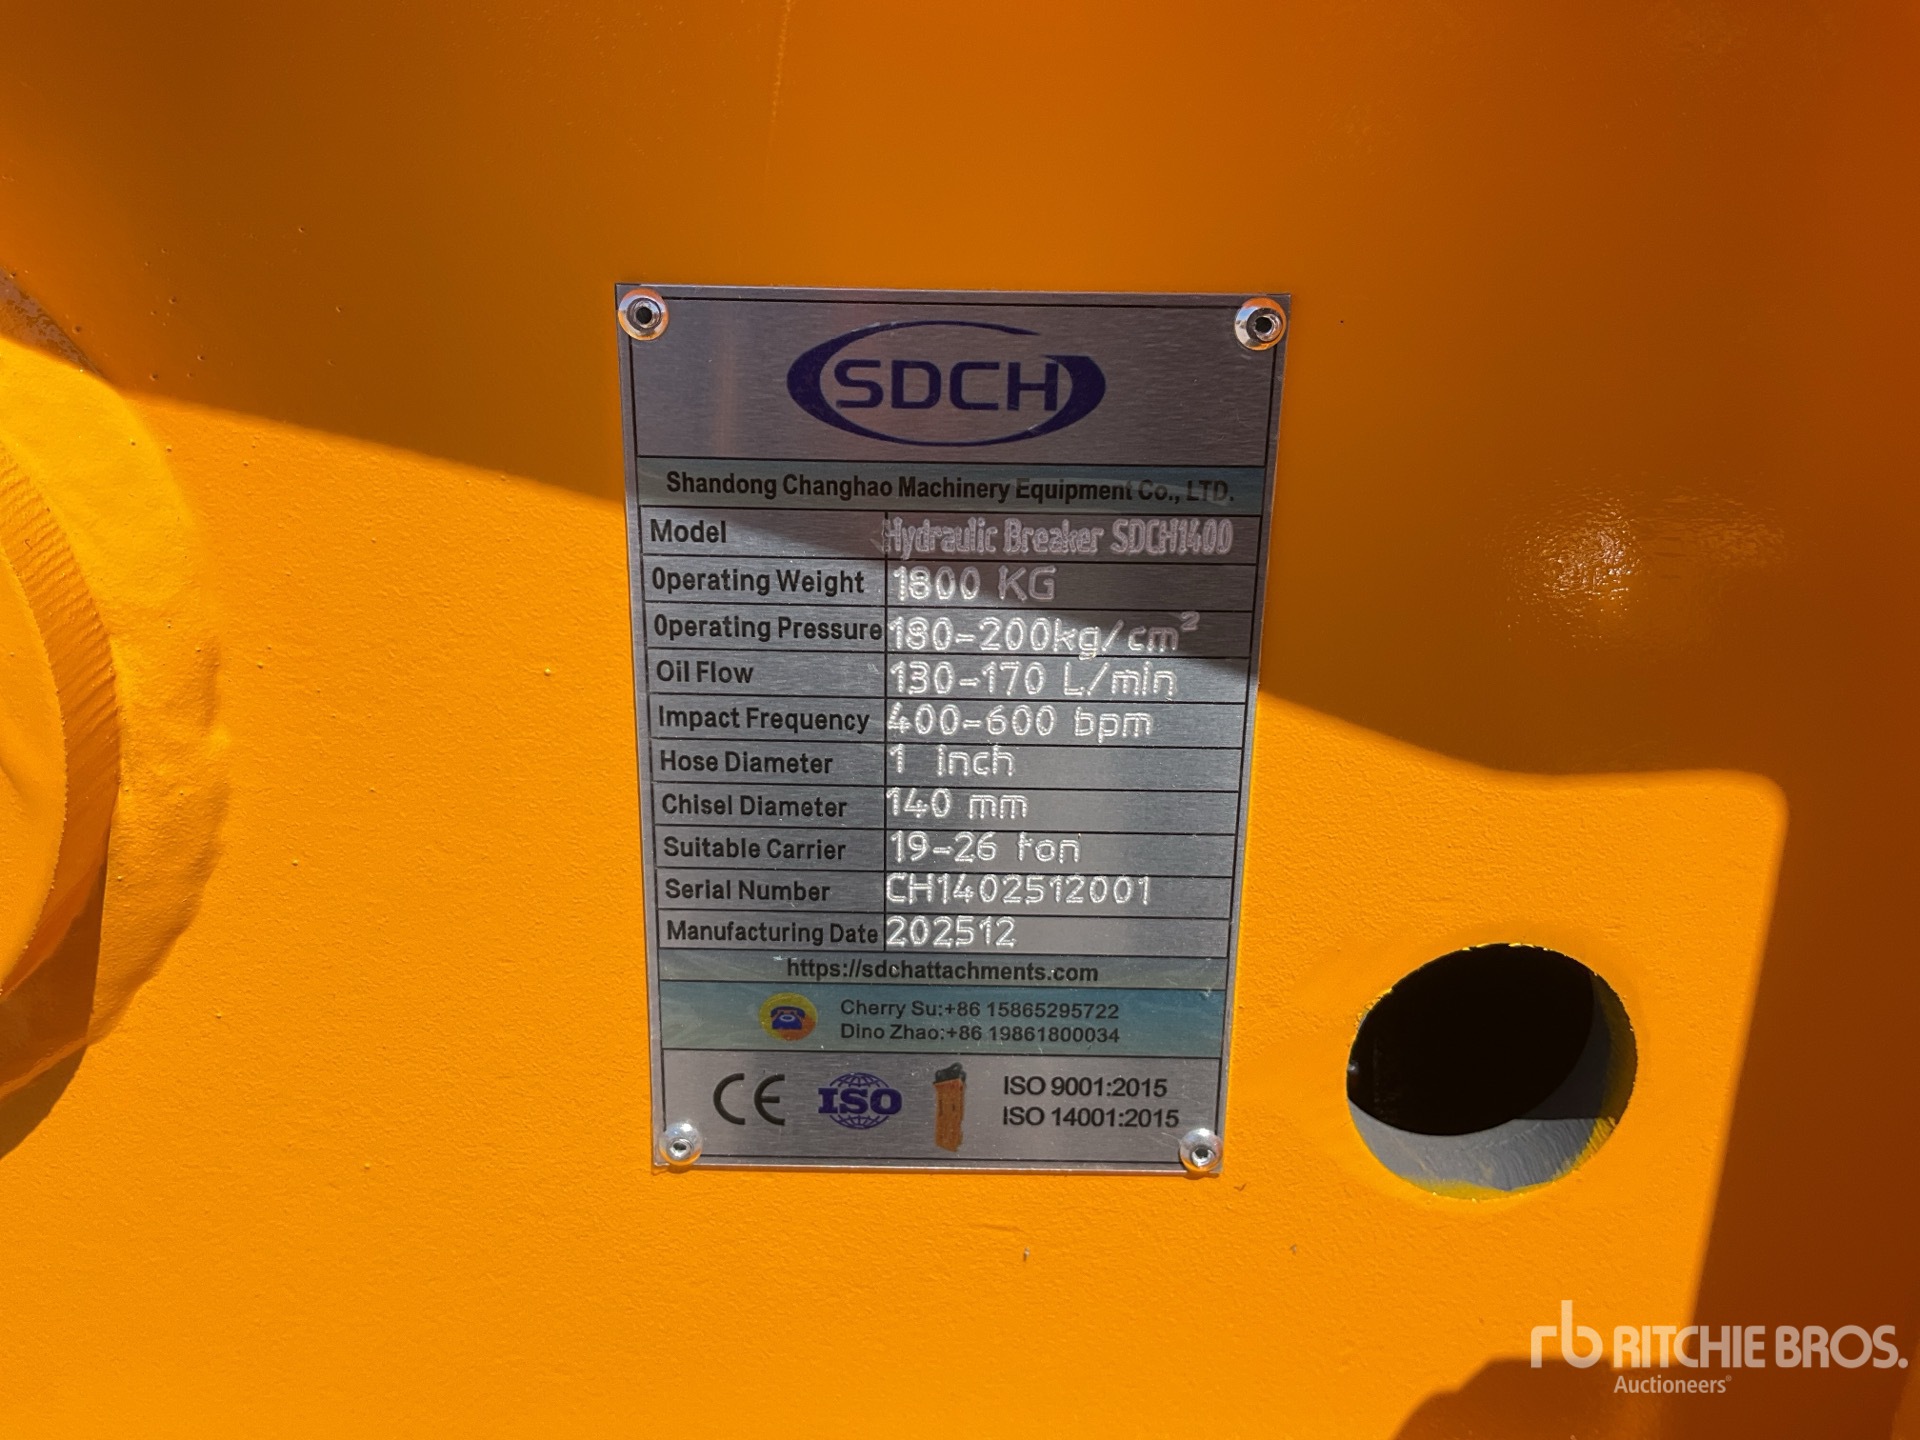 SDCH
Shandong Changhao Machinery Equipment Co., LTD.
Model Hydraulic Breaker SDCH1400
Operating Weight 1800 KG
Operating Pressure 180-200kg/cm²
Oil Flow 130-170 L/min
Impact Frequency 400-600 bpm
Hose Diameter 1 inch
Chisel Diameter 140 mm
Suitable Carrier 19-26 ton
Serial Number CH1402512001
Manufacturing Date 202512
https://sdchattachments.com
Cherry Su:+86 15865295722
Dino Zhao:+86 19861800034
CE ISO ISO 9001:2015
ISO 14001:2015
rb RITCHIE BROS.
Auctioneers®